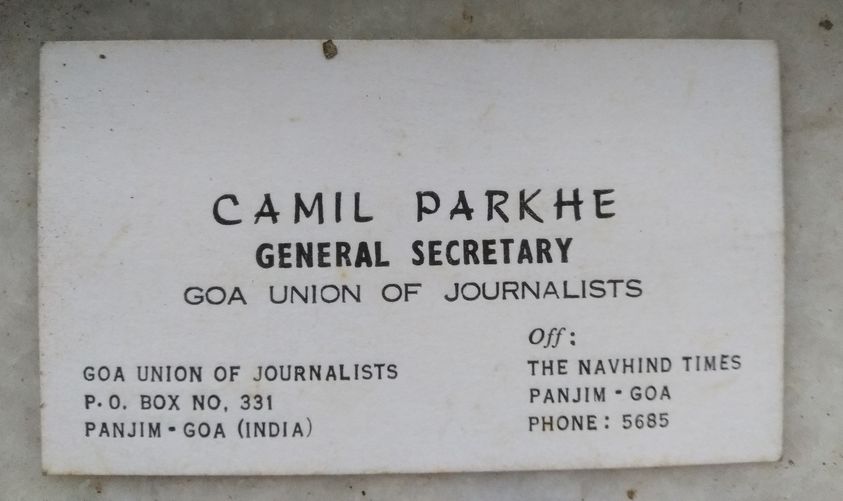 CAMIL PARKHE
GENERAL SECRETARY
GOA UNION OF JOURNALISTS
GOA UNION OF JOURNALISTS
P. O. BOX NO, 331
PANJIM - GOA (INDIA)
Off :
THE NAVHIND TIMES
PANJIM - GOA
PHONE : 5685